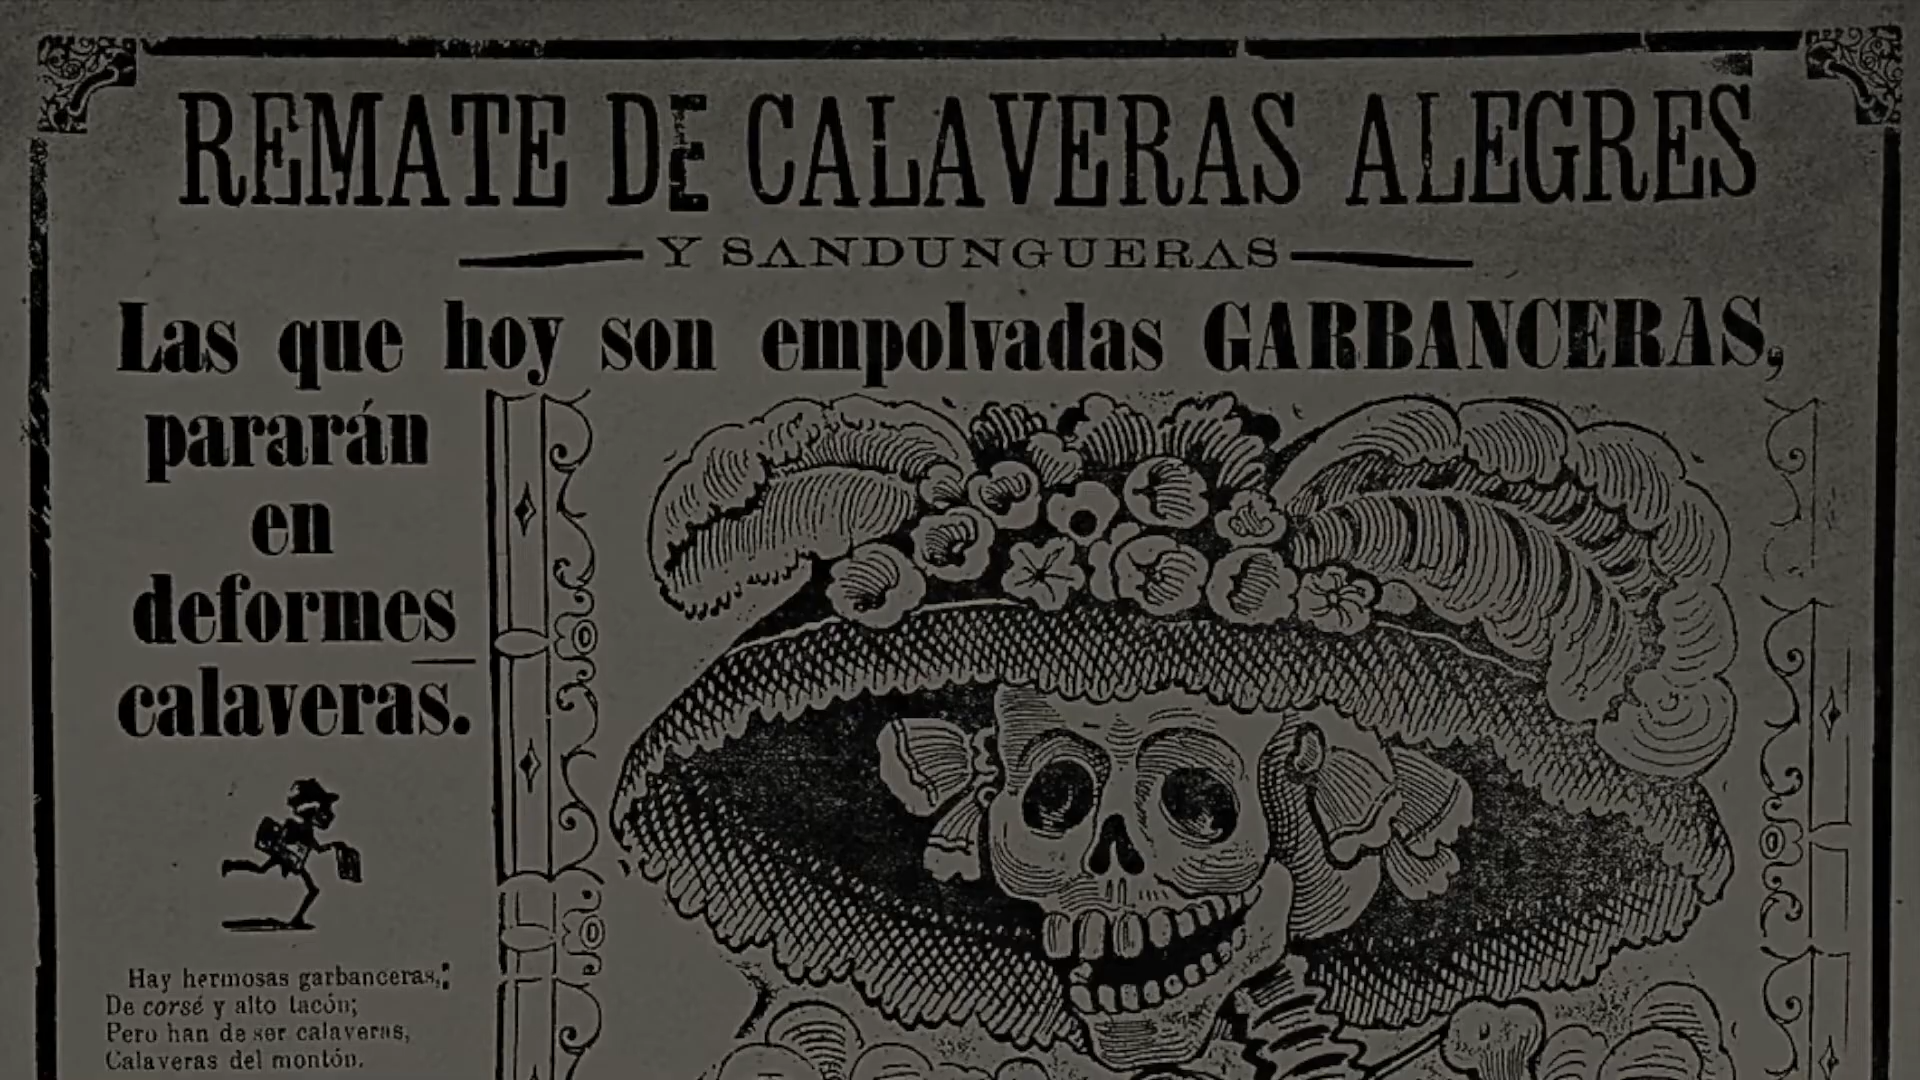 REMATE DE CALAVERAS ALEGRES
Y SANDUNGUERAS
Las que hoy son empolvadas GARBANCERAS,
pararán
en
deformes
calaveras.
Hay hermosas garbanceras,
De corsé y alto tacón;
Pero han de ser calaveras,
Calaveras del montón.